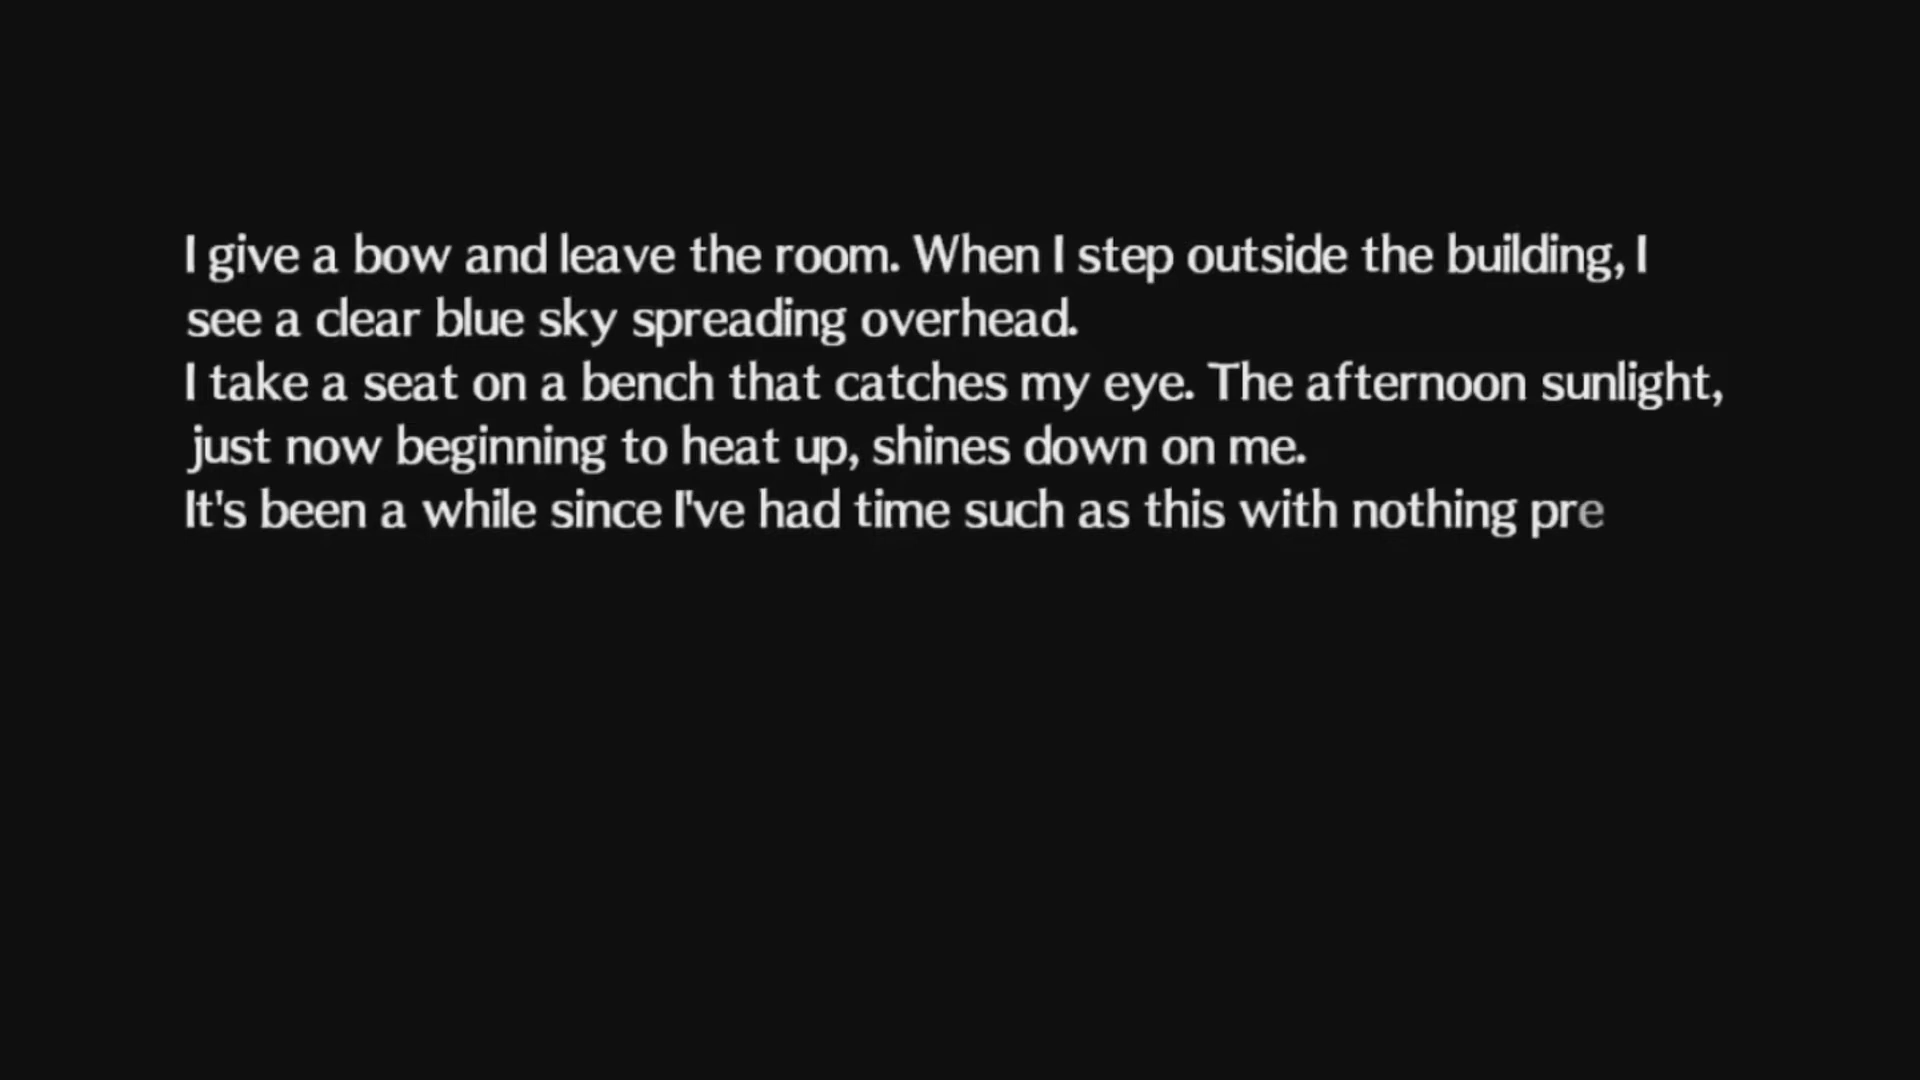 I give a bow and leave the room. When I step outside the building, I
see a clear blue sky spreading overhead.
I take a seat on a bench that catches my eye. The afternoon sunlight,
just now beginning to heat up, shines down on me.
It's been a while since I've had time such as this with nothing pre